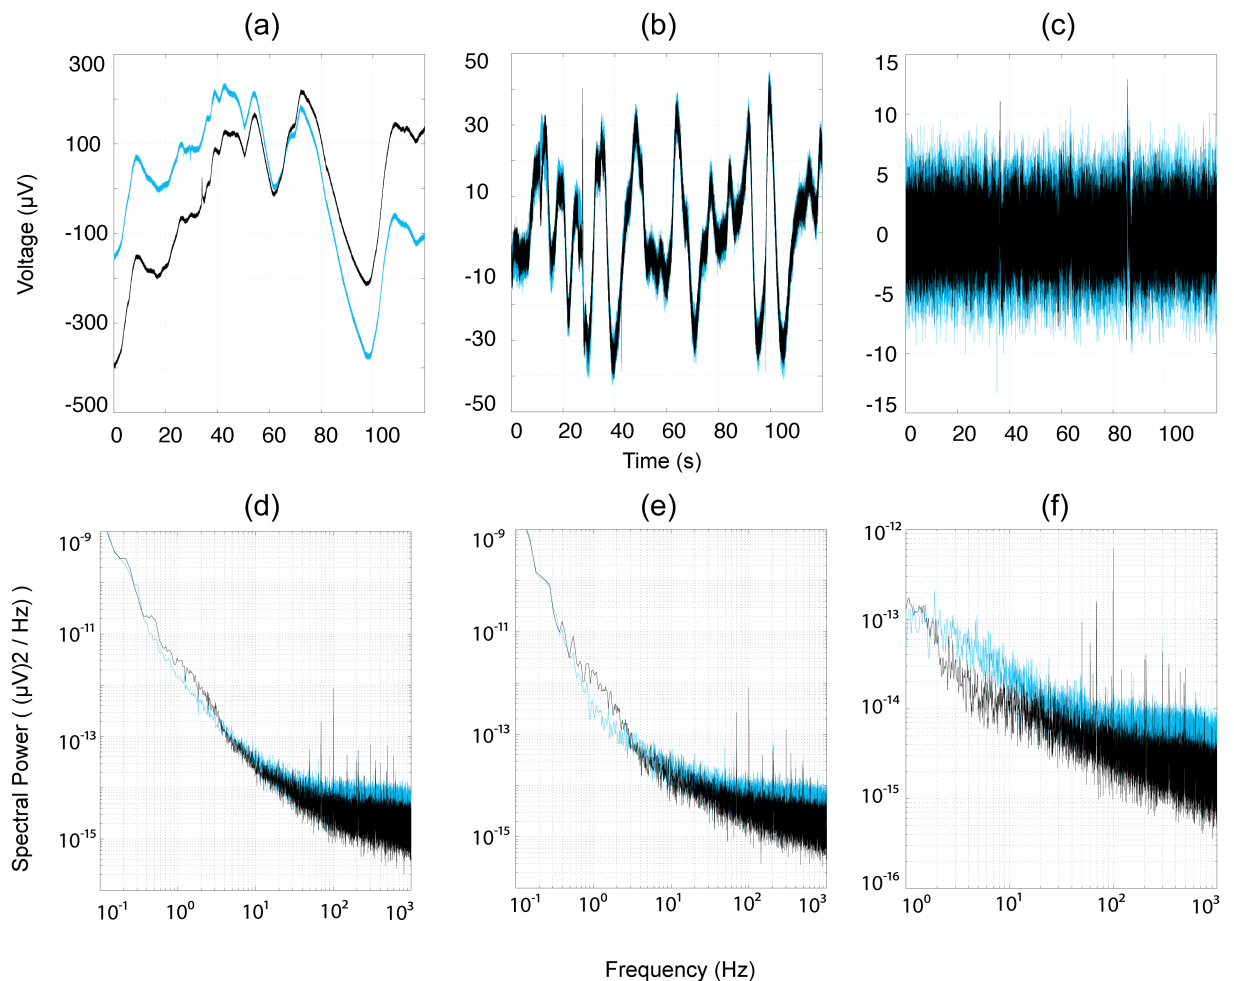 (a) (b) (c)
Voltage (µV)
300
100
-100
-300
-500
0 20 40 60 80 100
50
30
10
-10
-30
-50
0 20 40 60 80 100
15
10
5
0
-5
-10
-15
0 20 40 60 80 100
Time (s)
(d) (e) (f)
Spectral Power ( (µV)2 / Hz) )
10⁻⁹
10⁻¹¹
10⁻¹³
10⁻¹⁵
10⁻¹ 10⁰ 10¹ 10² 10³
10⁻⁹
10⁻¹¹
10⁻¹³
10⁻¹⁵
10⁻¹ 10⁰ 10¹ 10² 10³
10⁻¹²
10⁻¹³
10⁻¹⁴
10⁻¹⁵
10⁻¹⁶
10⁰ 10¹ 10² 10³
Frequency (Hz)